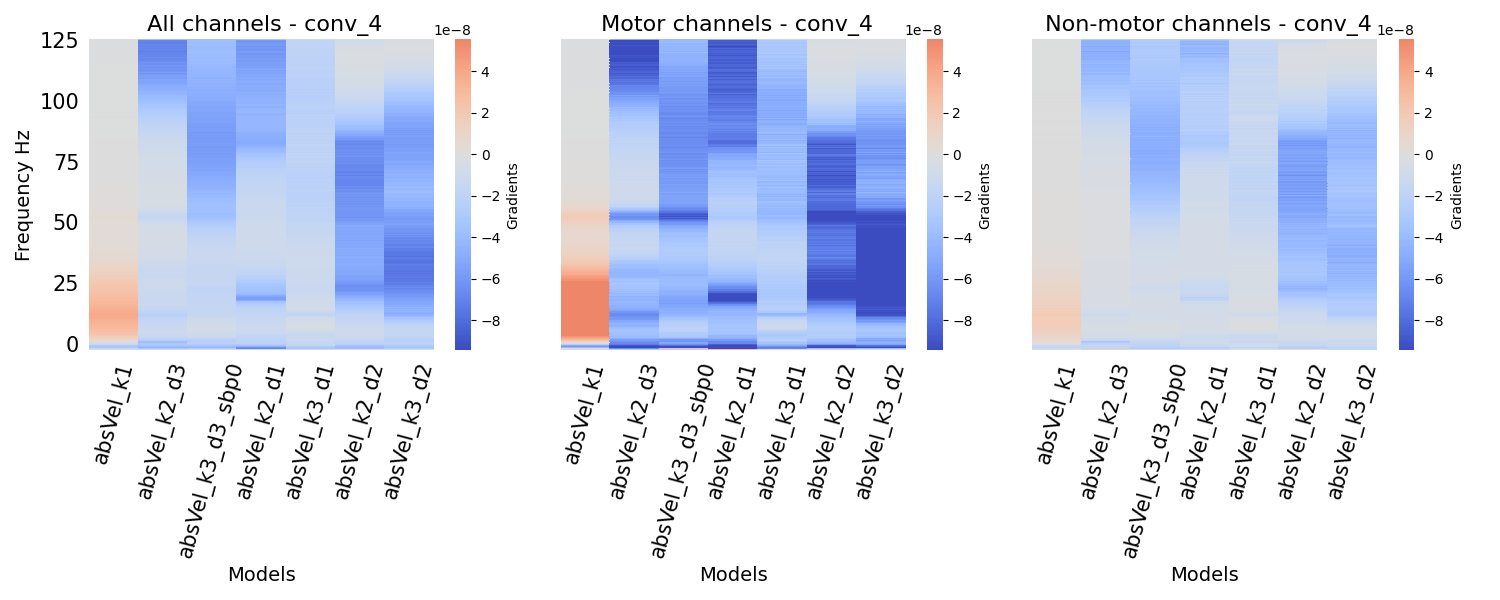 All channels - conv_4
1e−8
Motor channels - conv_4
1e−8
Non-motor channels - conv_4
1e−8
125
100
75
50
25
0
Frequency Hz
4
2
0
−2
−4
−6
−8
Gradients
4
2
0
−2
−4
−6
−8
Gradients
4
2
0
−2
−4
−6
−8
Gradients
absVel_k1
absVel_k2_d3
absVel_k3_d3_sbp0
absVel_k2_d1
absVel_k3_d1
absVel_k2_d2
absVel_k3_d2
absVel_k1
absVel_k2_d3
absVel_k3_d3_sbp0
absVel_k2_d1
absVel_k3_d1
absVel_k2_d2
absVel_k3_d2
absVel_k1
absVel_k2_d3
absVel_k3_d3_sbp0
absVel_k2_d1
absVel_k3_d1
absVel_k2_d2
absVel_k3_d2
Models
Models
Models